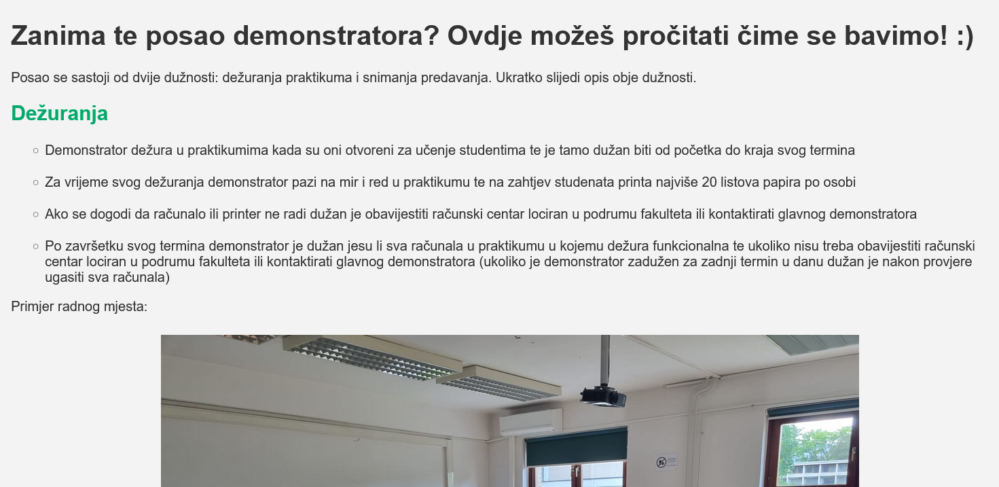 Zanima te posao demonstratora? Ovdje možeš pročitati čime se bavimo! :)
Posao se sastoji od dvije dužnosti: dežuranja praktikuma i snimanja predavanja. Ukratko slijedi opis obje dužnosti.
Dežuranja
Demonstrator dežura u praktikumima kada su oni otvoreni za učenje studentima te je tamo dužan biti od početka do kraja svog termina
Za vrijeme svog dežuranja demonstrator pazi na mir i red u praktikumu te na zahtjev studenata printa najviše 20 listova papira po osobi
Ako se dogodi da računalo ili printer ne radi dužan je obavijestiti računski centar lociran u podrumu fakulteta ili kontaktirati glavnog demonstratora
Po završetku svog termina demonstrator je dužan jesu li sva računala u praktikumu u kojemu dežura funkcionalna te ukoliko nisu treba obavijestiti računski
centar lociran u podrumu fakulteta ili kontaktirati glavnog demonstratora (ukoliko je demonstrator zadužen za zadnji termin u danu dužan je nakon provjere
ugasiti sva računala)
Primjer radnog mjesta: